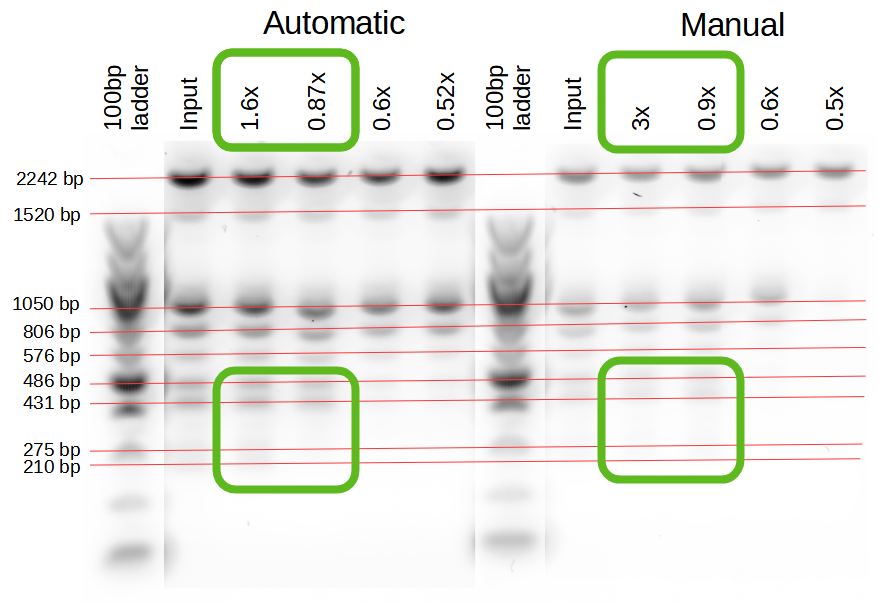 Automatic
Manual
100bp
ladder
Input
1.6x
0.87x
0.6x
0.52x
100bp
ladder
Input
3x
0.9x
0.6x
0.5x
2242 bp
1520 bp
1050 bp
806 bp
576 bp
486 bp
431 bp
275 bp
210 bp